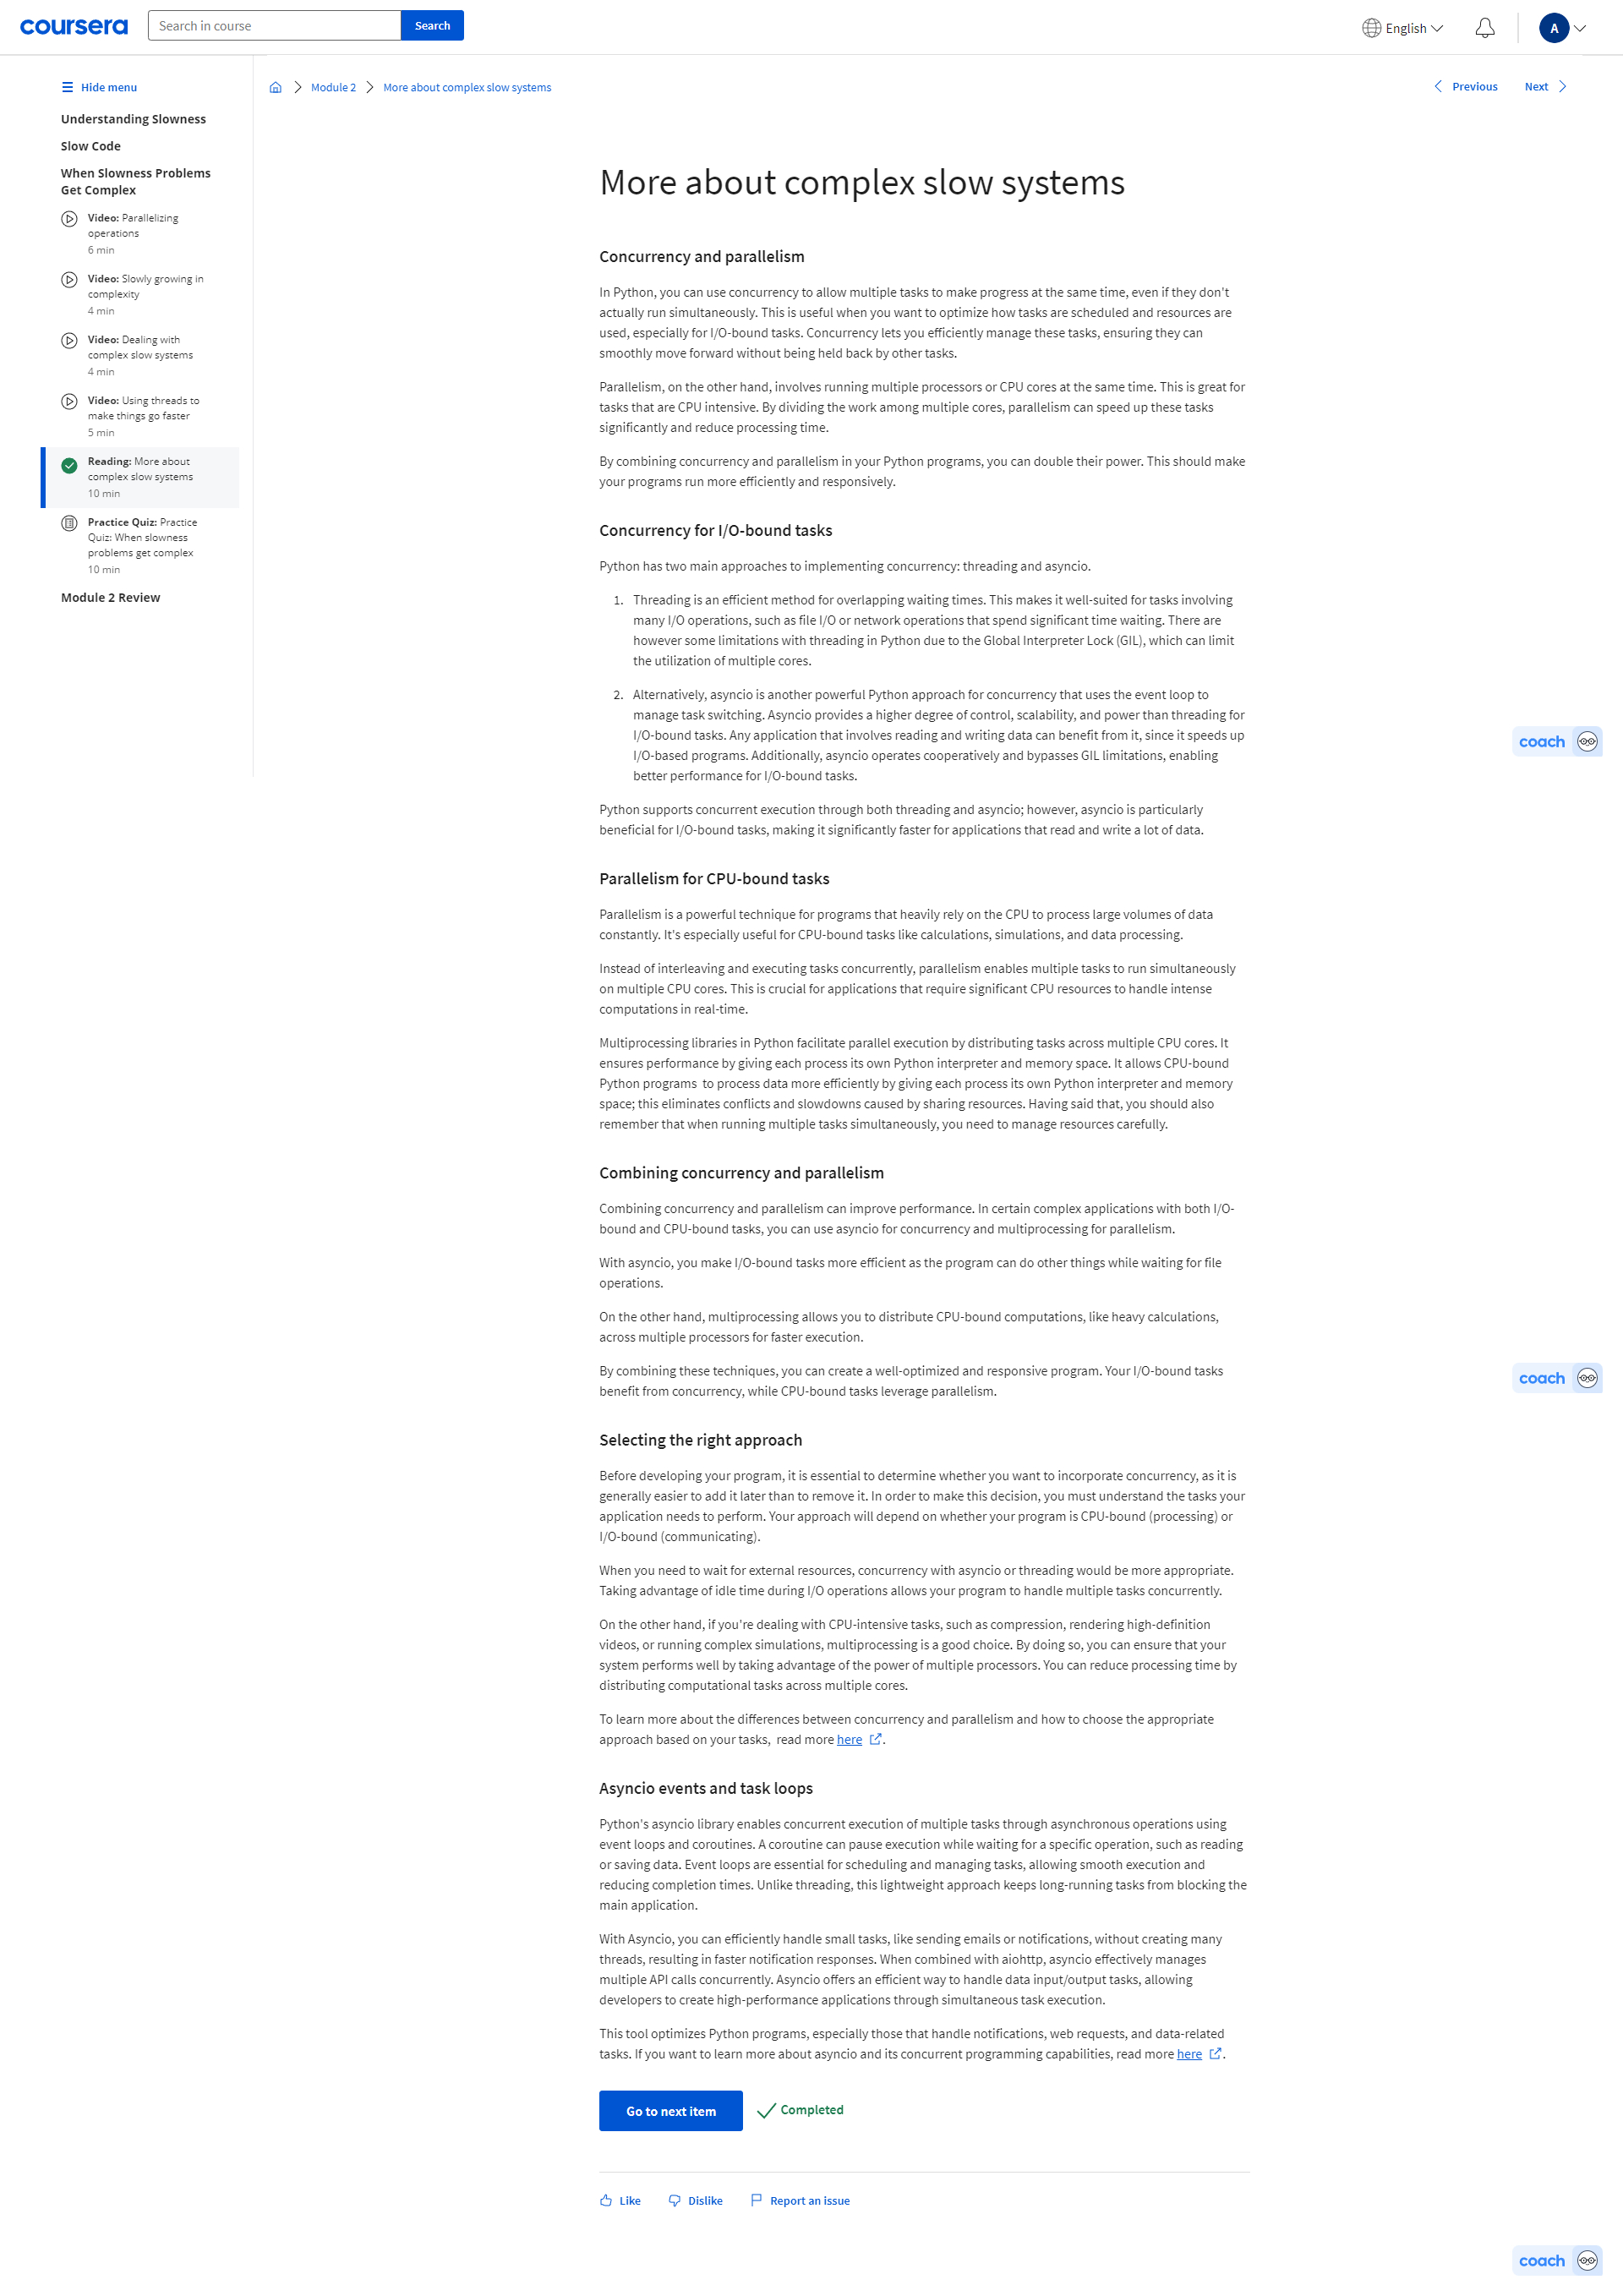 coursera
Search in course
Search
English
A
Hide menu
Understanding Slowness
Slow Code
When Slowness Problems
Get Complex
Video: Parallelizing
operations
6 min
Video: Slowly growing in
complexity
4 min
Video: Dealing with
complex slow systems
4 min
Video: Using threads to
make things go faster
5 min
Reading: More about
complex slow systems
10 min
Practice Quiz: Practice
Quiz: When slowness
problems get complex
10 min
Module 2 Review
Module 2
More about complex slow systems
Previous
Next
More about complex slow systems
Concurrency and parallelism
In Python, you can use concurrency to allow multiple tasks to make progress at the same time, even if they don't
actually run simultaneously. This is useful when you want to optimize how tasks are scheduled and resources are
used, especially for I/O-bound tasks. Concurrency lets you efficiently manage these tasks, ensuring they can
smoothly move forward without being held back by other tasks.
Parallelism, on the other hand, involves running multiple processors or CPU cores at the same time. This is great for
tasks that are CPU intensive. By dividing the work among multiple cores, parallelism can speed up these tasks
significantly and reduce processing time.
By combining concurrency and parallelism in your Python programs, you can double their power. This should make
your programs run more efficiently and responsively.
Concurrency for I/O-bound tasks
Python has two main approaches to implementing concurrency: threading and asyncio.
1. Threading is an efficient method for overlapping waiting times. This makes it well-suited for tasks involving
many I/O operations, such as file I/O or network operations that spend significant time waiting. There are
however some limitations with threading in Python due to the Global Interpreter Lock (GIL), which can limit
the utilization of multiple cores.
2. Alternatively, asyncio is another powerful Python approach for concurrency that uses the event loop to
manage task switching. Asyncio provides a higher degree of control, scalability, and power than threading for
I/O-bound tasks. Any application that involves reading and writing data can benefit from it, since it speeds up
I/O-based programs. Additionally, asyncio operates cooperatively and bypasses GIL limitations, enabling
better performance for I/O-bound tasks.
Python supports concurrent execution through both threading and asyncio; however, asyncio is particularly
beneficial for I/O-bound tasks, making it significantly faster for applications that read and write a lot of data.
Parallelism for CPU-bound tasks
Parallelism is a powerful technique for programs that heavily rely on the CPU to process large volumes of data
constantly. It's especially useful for CPU-bound tasks like calculations, simulations, and data processing.
Instead of interleaving and executing tasks concurrently, parallelism enables multiple tasks to run simultaneously
on multiple CPU cores. This is crucial for applications that require significant CPU resources to handle intense
computations in real-time.
Multiprocessing libraries in Python facilitate parallel execution by distributing tasks across multiple CPU cores. It
ensures performance by giving each process its own Python interpreter and memory space. It allows CPU-bound
Python programs  to process data more efficiently by giving each process its own Python interpreter and memory
space; this eliminates conflicts and slowdowns caused by sharing resources. Having said that, you should also
remember that when running multiple tasks simultaneously, you need to manage resources carefully.
Combining concurrency and parallelism
Combining concurrency and parallelism can improve performance. In certain complex applications with both I/O-
bound and CPU-bound tasks, you can use asyncio for concurrency and multiprocessing for parallelism.
With asyncio, you make I/O-bound tasks more efficient as the program can do other things while waiting for file
operations.
On the other hand, multiprocessing allows you to distribute CPU-bound computations, like heavy calculations,
across multiple processors for faster execution.
By combining these techniques, you can create a well-optimized and responsive program. Your I/O-bound tasks
benefit from concurrency, while CPU-bound tasks leverage parallelism.
Selecting the right approach
Before developing your program, it is essential to determine whether you want to incorporate concurrency, as it is
generally easier to add it later than to remove it. In order to make this decision, you must understand the tasks your
application needs to perform. Your approach will depend on whether your program is CPU-bound (processing) or
I/O-bound (communicating).
When you need to wait for external resources, concurrency with asyncio or threading would be more appropriate.
Taking advantage of idle time during I/O operations allows your program to handle multiple tasks concurrently.
On the other hand, if you're dealing with CPU-intensive tasks, such as compression, rendering high-definition
videos, or running complex simulations, multiprocessing is a good choice. By doing so, you can ensure that your
system performs well by taking advantage of the power of multiple processors. You can reduce processing time by
distributing computational tasks across multiple cores.
To learn more about the differences between concurrency and parallelism and how to choose the appropriate
approach based on your tasks,  read more here .
Asyncio events and task loops
Python's asyncio library enables concurrent execution of multiple tasks through asynchronous operations using
event loops and coroutines. A coroutine can pause execution while waiting for a specific operation, such as reading
or saving data. Event loops are essential for scheduling and managing tasks, allowing smooth execution and
reducing completion times. Unlike threading, this lightweight approach keeps long-running tasks from blocking the
main application.
With Asyncio, you can efficiently handle small tasks, like sending emails or notifications, without creating many
threads, resulting in faster notification responses. When combined with aiohttp, asyncio effectively manages
multiple API calls concurrently. Asyncio offers an efficient way to handle data input/output tasks, allowing
developers to create high-performance applications through simultaneous task execution.
This tool optimizes Python programs, especially those that handle notifications, web requests, and data-related
tasks. If you want to learn more about asyncio and its concurrent programming capabilities, read more here .
Go to next item
Completed
Like
Dislike
Report an issue
coach
coach
coach